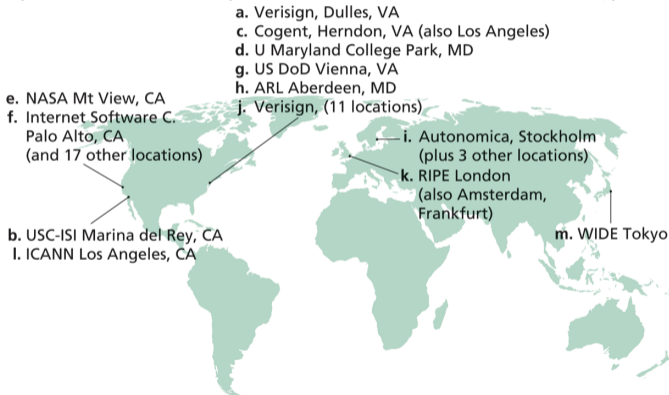 a. Verisign, Dulles, VA
c. Cogent, Herndon, VA (also Los Angeles)
d. U Maryland College Park, MD
g. US DoD Vienna, VA
h. ARL Aberdeen, MD
j. Verisign, (11 locations)
e. NASA Mt View, CA
f. Internet Software C.
Palo Alto, CA
(and 17 other locations)
i. Autonomica, Stockholm
(plus 3 other locations)
k. RIPE London
(also Amsterdam,
Frankfurt)
m. WIDE Tokyo
b. USC-ISI Marina del Rey, CA
l. ICANN Los Angeles, CA